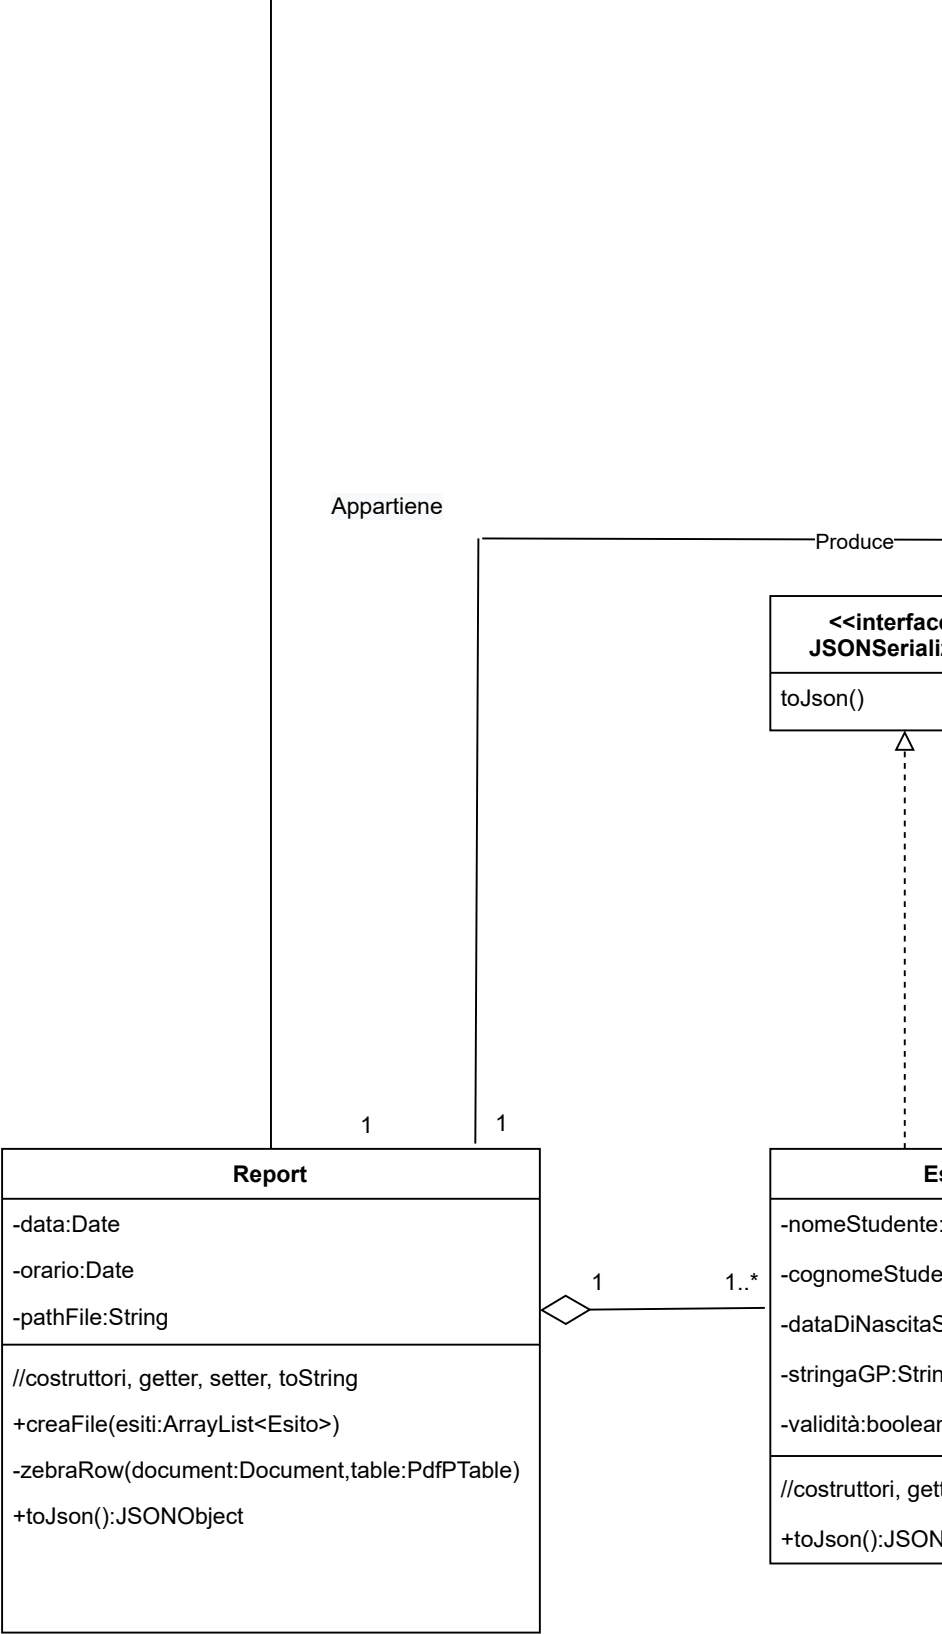 Appartiene
Produce
<<interface
JSONSeriali
toJson()
1
1
Report
-data:Date
-orario:Date
-pathFile:String
//costruttori, getter, setter, toString
+creaFile(esiti:ArrayList<Esito>)
-zebraRow(document:Document,table:PdfPTable)
+toJson():JSONObject
1
1..*
Es
-nomeStudente:
-cognomeStude
-dataDiNascitaS
-stringaGP:Strin
-validità:boolean
//costruttori, gett
+toJson():JSON